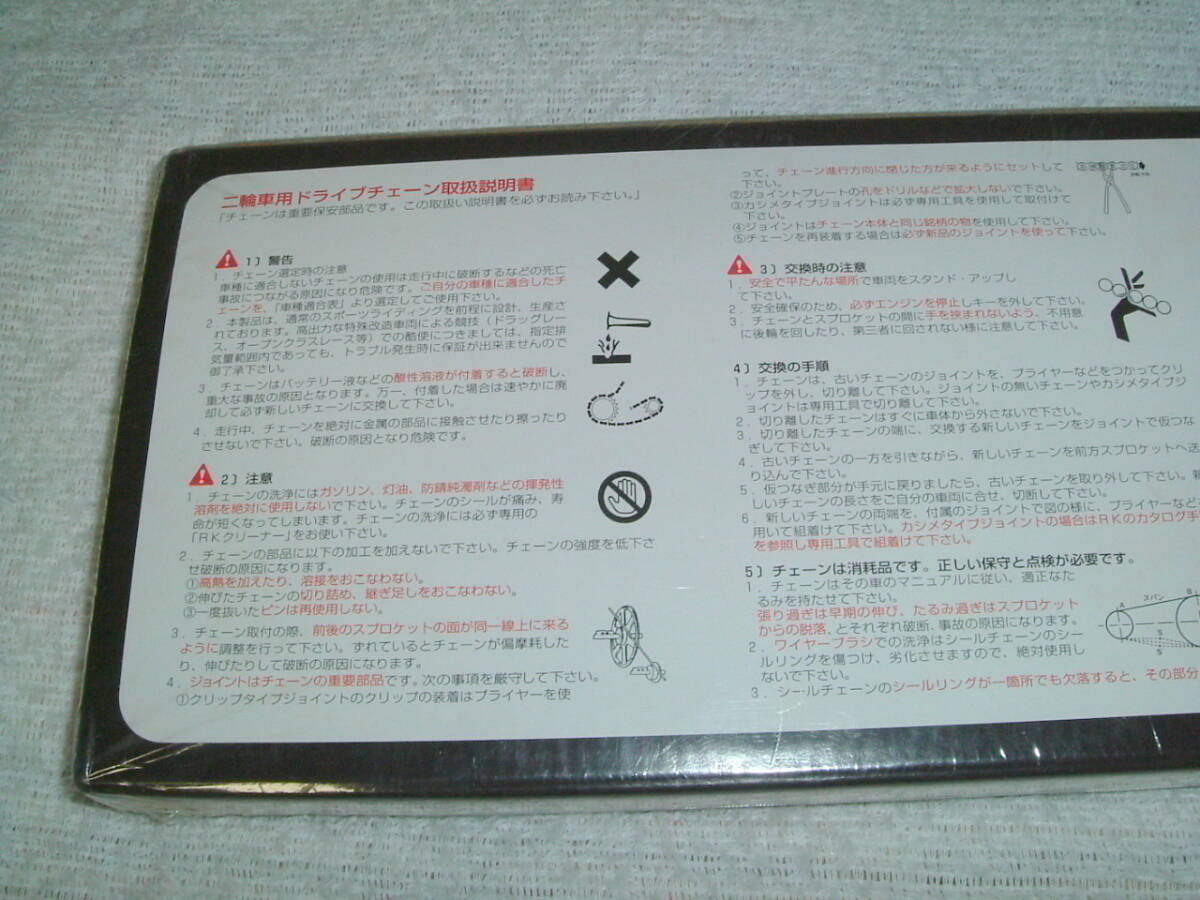 二輪車用ドライブチェーン取扱説明書
「チェーンは重要保安部品です。この取扱い説明書を必ずお読み下さい。」
1）警告
1．チェーン選定時の注意
車種に適合しないチェーンの使用は走行中に破断するなどの死亡
事故につながる原因になり危険です。ご自分の車種に適合したチ
ェーンを、「車種適合表」より選定してご使用下さい。
2．本製品は、通常のスポーツライディングを前程に設計、生産さ
れております。高出力な特殊改造車両による競技（ドラッグレー
ス、オープンクラスレース等）での酷使につきましては、指定排
気量範囲内であっても、トラブル発生時に保証が出来ませんので
御了承下さい。
3．チェーンはバッテリー液などの酸性溶液が付着すると破断し、
重大な事故の原因となります。万一、付着した場合は速やかに廃
却して必ず新しいチェーンに交換して下さい。
4．走行中、チェーンを絶対に金属の部品に接触させたり擦ったり
させないで下さい。破断の原因となり危険です。
2）注意
1．チェーンの洗浄にはガソリン、灯油、防錆純濁剤などの揮発性
溶剤を絶対に使用しないで下さい。チェーンのシールが痛み、寿
命が短くなってしまいます。チェーンの洗浄には必ず専用の
「RKクリーナー」をお使い下さい。
2．チェーンの部品に以下の加工を加えないで下さい。チェーンの強度を低下さ
せ破断の原因になります。
①高熱を加えたり、溶接をおこなわない。
②伸びたチェーンの切り詰め、継ぎ足しをおこなわない。
③一度抜いたピンは再使用しない。
3．チェーン取付の際、前後のスプロケットの面が同一線上に来る
ように調整を行って下さい。ずれているとチェーンが偏摩耗した
り、伸びたりして破断の原因になります。
4．ジョイントはチェーンの重要部品です。次の事項を厳守して下さい。
①クリップタイプジョイントのクリップの装着はプライヤーを使
って、チェーン進行方向に閉じた方が来るようにセットして
下さい。
②ジョイントプレートの孔をドリルなどで拡大しないで下さい。
③カシメタイプジョイントは必ず専用工具を使用して取付けて
下さい。
④ジョイントはチェーン本体と同じ銘柄の物を使用して下さい。
⑤チェーンを再装着する場合は必ず新品のジョイントを使って下さい。
3）交換時の注意
1．安全で平たんな場所で車両をスタンド・アップし
て下さい。
2．安全確保のため、必ずエンジンを停止しキーを外して下さい。
3．チェーンとスプロケットの間に手を挟まれないよう、不用意
に後輪を回したり、第三者に回されない様に注意して下さい。
4）交換の手順
1．チェーンは、古いチェーンのジョイントを、プライヤーなどをつかってクリ
ップを外し、切り離して下さい。ジョイントの無いチェーンやカシメタイプジ
ョイントは専用工具で切り離して下さい。
2．切り離したチェーンはすぐに車体から外さないで下さい。
3．切り離したチェーンの端に、交換する新しいチェーンをジョイントで仮つな
ぎして下さい。
4．古いチェーンの一方を引きながら、新しいチェーンを前方スプロケットへ送
り込んで下さい。
5．仮つなぎ部分が手元に戻りましたら、古いチェーンを取り外して下さい。新
しいチェーンの長さをご自分の車両に合せ、切断して下さい。
6．新しいチェーンの両端を、付属のジョイントで図の様に、プライヤーなど
用いて組着けて下さい。カシメタイプジョイントの場合はRKのカタログ手
を参照し専用工具で組着けて下さい。
5）チェーンは消耗品です。正しい保守と点検が必要です。
1．チェーンはその車のマニュアルに従い、適正なた
るみを持たせて下さい。
張り過ぎは早期の伸び、たるみ過ぎはスプロケット
からの脱落、とそれぞれ破断、事故の原因になります。
2．ワイヤーブラシでの洗浄はシールチェーンのシー
ルリングを傷つけ、劣化させますので、絶対使用し
ないで下さい。
3．シールチェーンのシールリングが一箇所でも欠落すると、その部分
スパン
A
B
S
S'